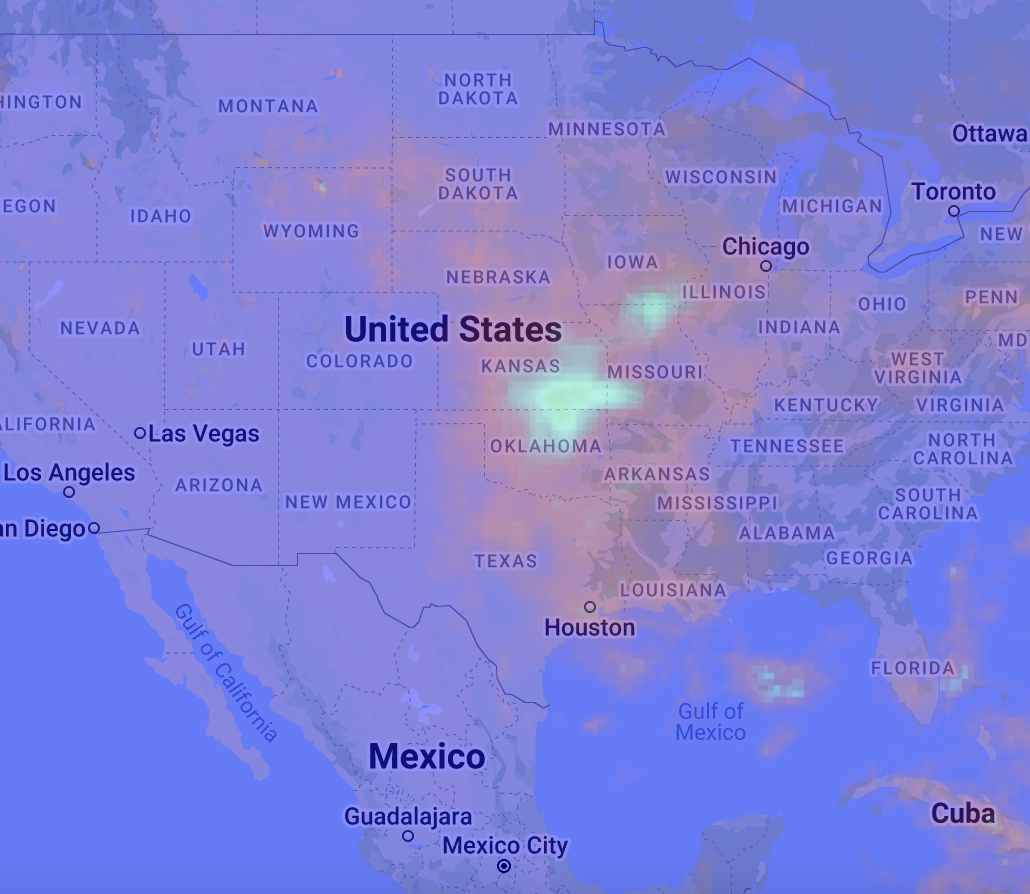 NORTH
DAKOTA
HINGTON
MONTANA
MINNESOTA
Ottawa
SOUTH
DAKOTA
WISCONSIN
Toronto
EGON
IDAHO
MICHIGAN
WYOMING
NEW
Chicago
IOWA
NEBRASKA
ILLINOIS
OHIO
PENN
NEVADA
United States
INDIANA
UTAH
COLORADO
MD
KANSAS
MISSOURI
WEST
VIRGINIA
KENTUCKY
VIRGINIA
ALIFORNIA
Las Vegas
OKLAHOMA
TENNESSEE
NORTH
CAROLINA
Los Angeles
ARIZONA
NEW MEXICO
ARKANSAS
MISSISSIPPI
SOUTH
CAROLINA
an Diego
ALABAMA
TEXAS
GEORGIA
LOUISIANA
Houston
Gulf of California
FLORIDA
Gulf of
Mexico
Mexico
Guadalajara
Cuba
Mexico City